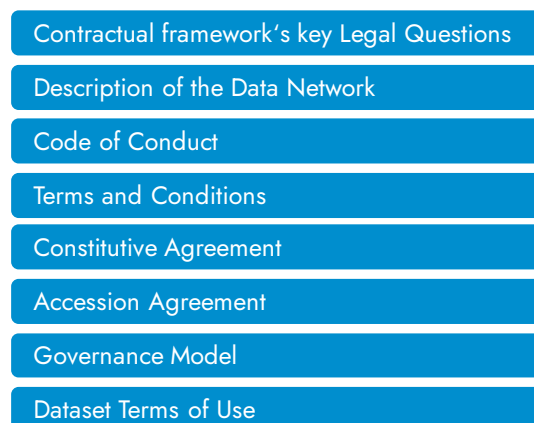 Contractual framework‘s key Legal Questions
Description of the Data Network
Code of Conduct
Terms and Conditions
Constitutive Agreement
Accession Agreement
Governance Model
Dataset Terms of Use